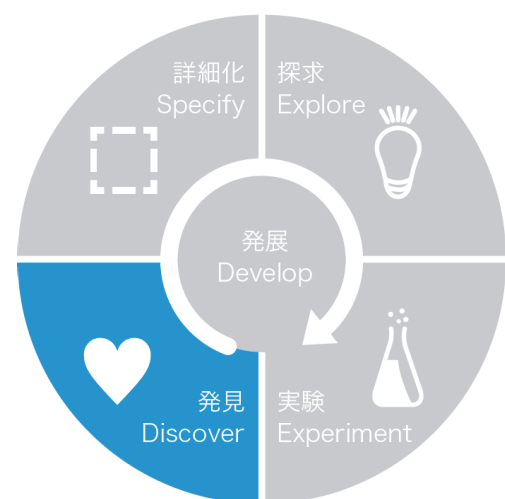 詳細化
Specify
探求
Explore
発展
Develop
発見
Discover
実験
Experiment